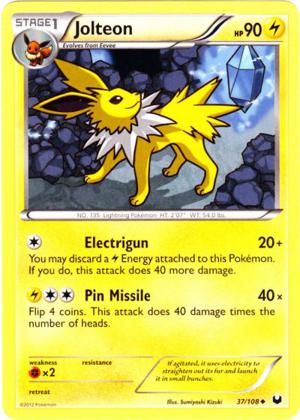 STAGE1
Jolteon
HP 90
Evolves from Eevee
NO. 135 Lightning Pokémon HT: 2'07" WT: 54.0 lbs.
Electrigun 20+
You may discard a Energy attached to this Pokémon.
If you do, this attack does 40 more damage.
Pin Missile 40×
Flip 4 coins. This attack does 40 damage times the
number of heads.
weakness resistance
×2
retreat
If agitated, it uses electricity to
straighten out its fur and launch it
in small bunches.
©2012 Pokémon
Illus. Sumiyoshi Kizuki
37/108